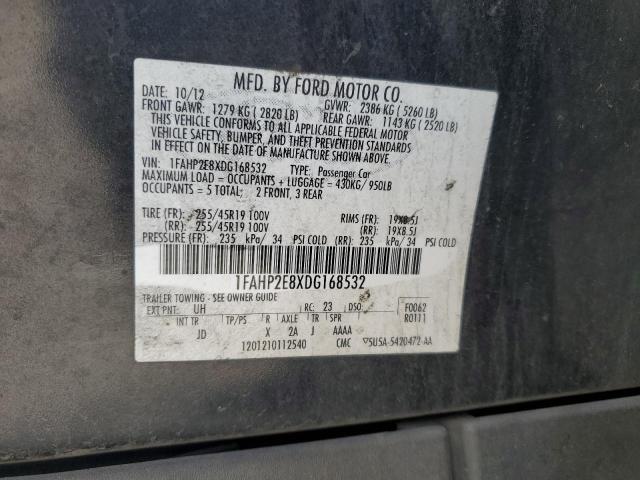 MFD. BY FORD MOTOR CO.
DATE: 10/12 GVWR: 2386 KG ( 5260 LB)
FRONT GAWR: 1279 KG ( 2820 LB) REAR GAWR: 1143 KG ( 2520 LB)
THIS VEHICLE CONFORMS TO ALL APPLICABLE FEDERAL MOTOR
VEHICLE SAFETY, BUMPER, AND THEFT PREVENTION STANDARDS
IN EFFECT ON THE DATE OF MANUFACTURE SHOWN ABOVE.
VIN: 1FAHP2E8XDG168532 TYPE: Passenger Car
MAXIMUM LOAD = OCCUPANTS + LUGGAGE = 430KG/ 950LB
OCCUPANTS = 5 TOTAL; 2 FRONT, 3 REAR
TIRE (FR): 255/45R19 100V RIMS (FR): 19X8.5J
(RR): 255/45R19 100V (RR): 19X8.5J
PRESSURE (FR): 235 kPa/ 34 PSI COLD (RR): 235 kPa/ 34 PSI COLD
1FAHP2E8XDG168532
TRAILER TOWING - SEE OWNER GUIDE
EXT PNT: UH RC: 23 DSO: F0062
INT TR TP/PS R AXLE TR SPR R0111
JD X 2A J AAAA
1201210112540 CMC 5USA-5420472-AA